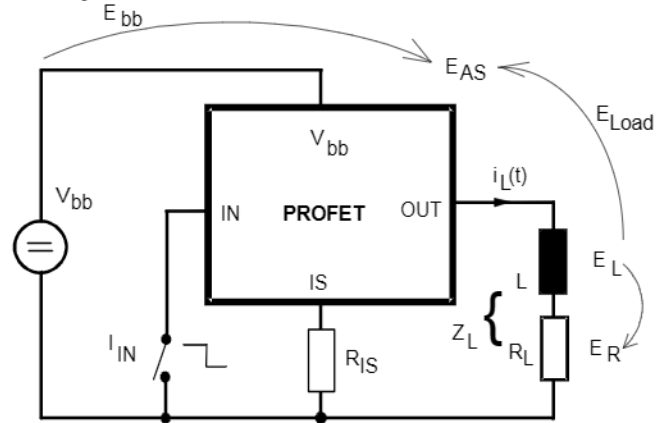 E bb
E AS
E Load
V bb
V bb
i L (t)
IN
PROFET
OUT
IS
L
E L
I IN
R IS
Z L {
R L
E R